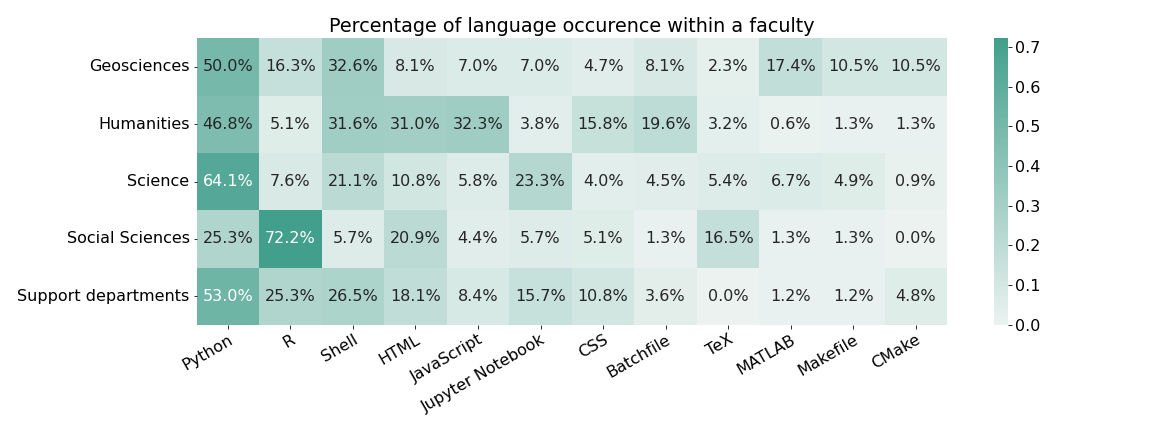 Percentage of language occurence within a faculty
Geosciences 50.0% 16.3% 32.6% 8.1% 7.0% 7.0% 4.7% 8.1% 2.3% 17.4% 10.5% 10.5%
Humanities 46.8% 5.1% 31.6% 31.0% 32.3% 3.8% 15.8% 19.6% 3.2% 0.6% 1.3% 1.3%
Science 64.1% 7.6% 21.1% 10.8% 5.8% 23.3% 4.0% 4.5% 5.4% 6.7% 4.9% 0.9%
Social Sciences 25.3% 72.2% 5.7% 20.9% 4.4% 5.7% 5.1% 1.3% 16.5% 1.3% 1.3% 0.0%
Support departments 53.0% 25.3% 26.5% 18.1% 8.4% 15.7% 10.8% 3.6% 0.0% 1.2% 1.2% 4.8%
Python R Shell HTML JavaScript Jupyter Notebook CSS Batchfile TeX MATLAB Makefile CMake
0.7
0.6
0.5
0.4
0.3
0.2
0.1
0.0